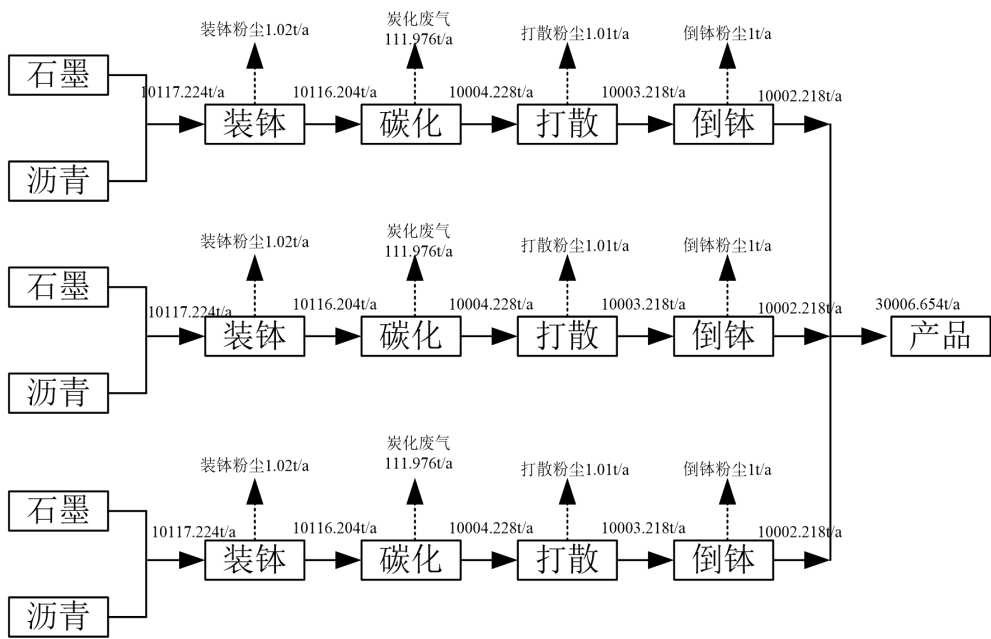 装钵粉尘1.02t/a
炭化废气
111.976t/a
打散粉尘1.01t/a
倒钵粉尘1t/a
石墨
10117.224t/a
10116.204t/a
10004.228t/a
10003.218t/a
10002.218t/a
装钵
碳化
打散
倒钵
沥青
装钵粉尘1.02t/a
炭化废气
111.976t/a
打散粉尘1.01t/a
倒钵粉尘1t/a
石墨
10117.224t/a
10116.204t/a
10004.228t/a
10003.218t/a
10002.218t/a
30006.654t/a
装钵
碳化
打散
倒钵
产品
沥青
装钵粉尘1.02t/a
炭化废气
111.976t/a
打散粉尘1.01t/a
倒钵粉尘1t/a
石墨
10117.224t/a
10116.204t/a
10004.228t/a
10003.218t/a
10002.218t/a
装钵
碳化
打散
倒钵
沥青